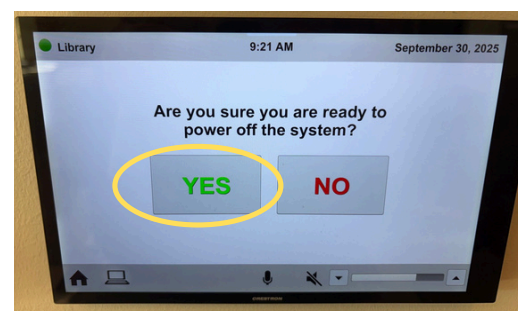 Library 9:21 AM September 30, 2025
Are you sure you are ready to
power off the system?
YES NO
CRESTRON